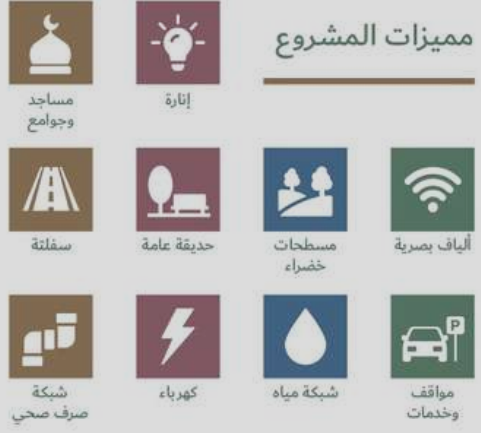 مميزات المشروع
إنارة
مساجد
وجوامع
ألياف بصرية
مسطحات
خضراء
حديقة عامة
سفلتة
P
مواقف
وخدمات
شبكة مياه
كهرباء
شبكة
صرف صحي